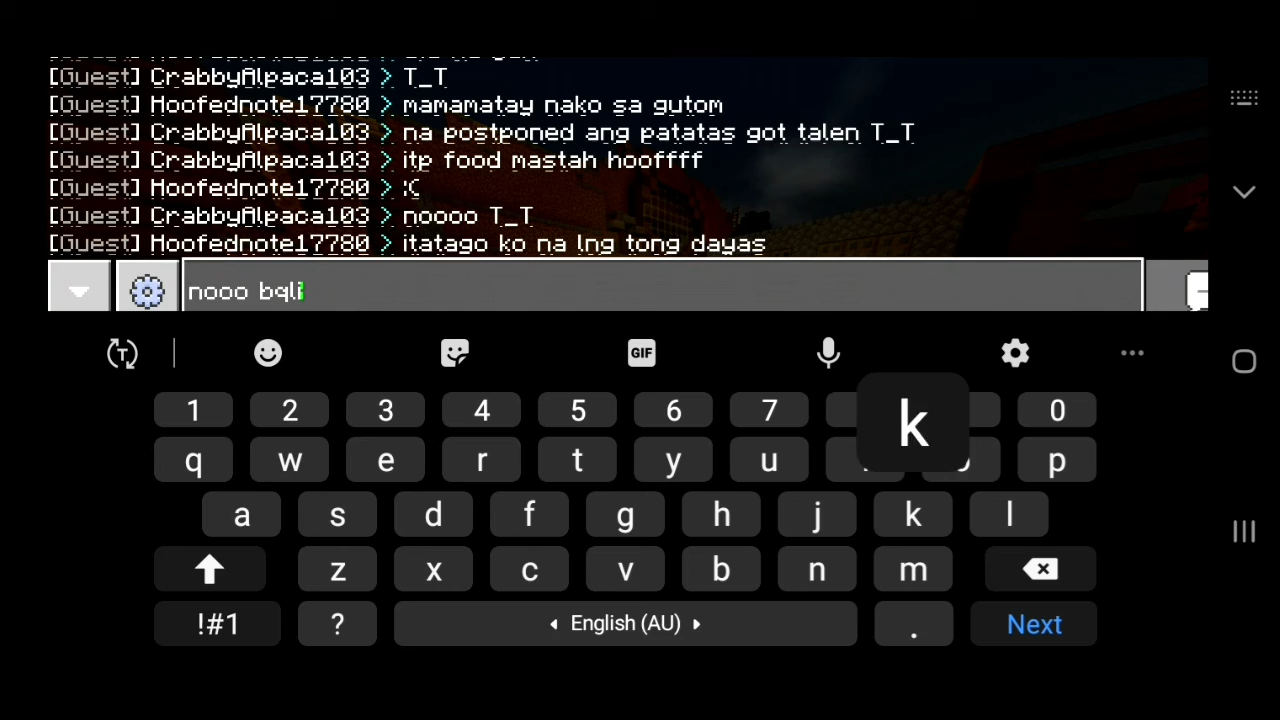 [Guest] CrabbyAlpaca103 > T_T
[Guest] Hoofednote17780 > mamamatay nako sa gutom
[Guest] CrabbyAlpaca103 > na postponed ang patatas got talen T_T
[Guest] CrabbyAlpaca103 > itp food mastah hooffff
[Guest] Hoofednote17780 > :C
[Guest] CrabbyAlpaca103 > noooo T_T
[Guest] Hoofednote17780 > itatago ko na lng tong dayas
nooo bqli
GIF
1 2 3 4 5 6 7 0
k
q w e r t y u p
a s d f g h j k l
z x c v b n m
!#1 ? English (AU) . Next